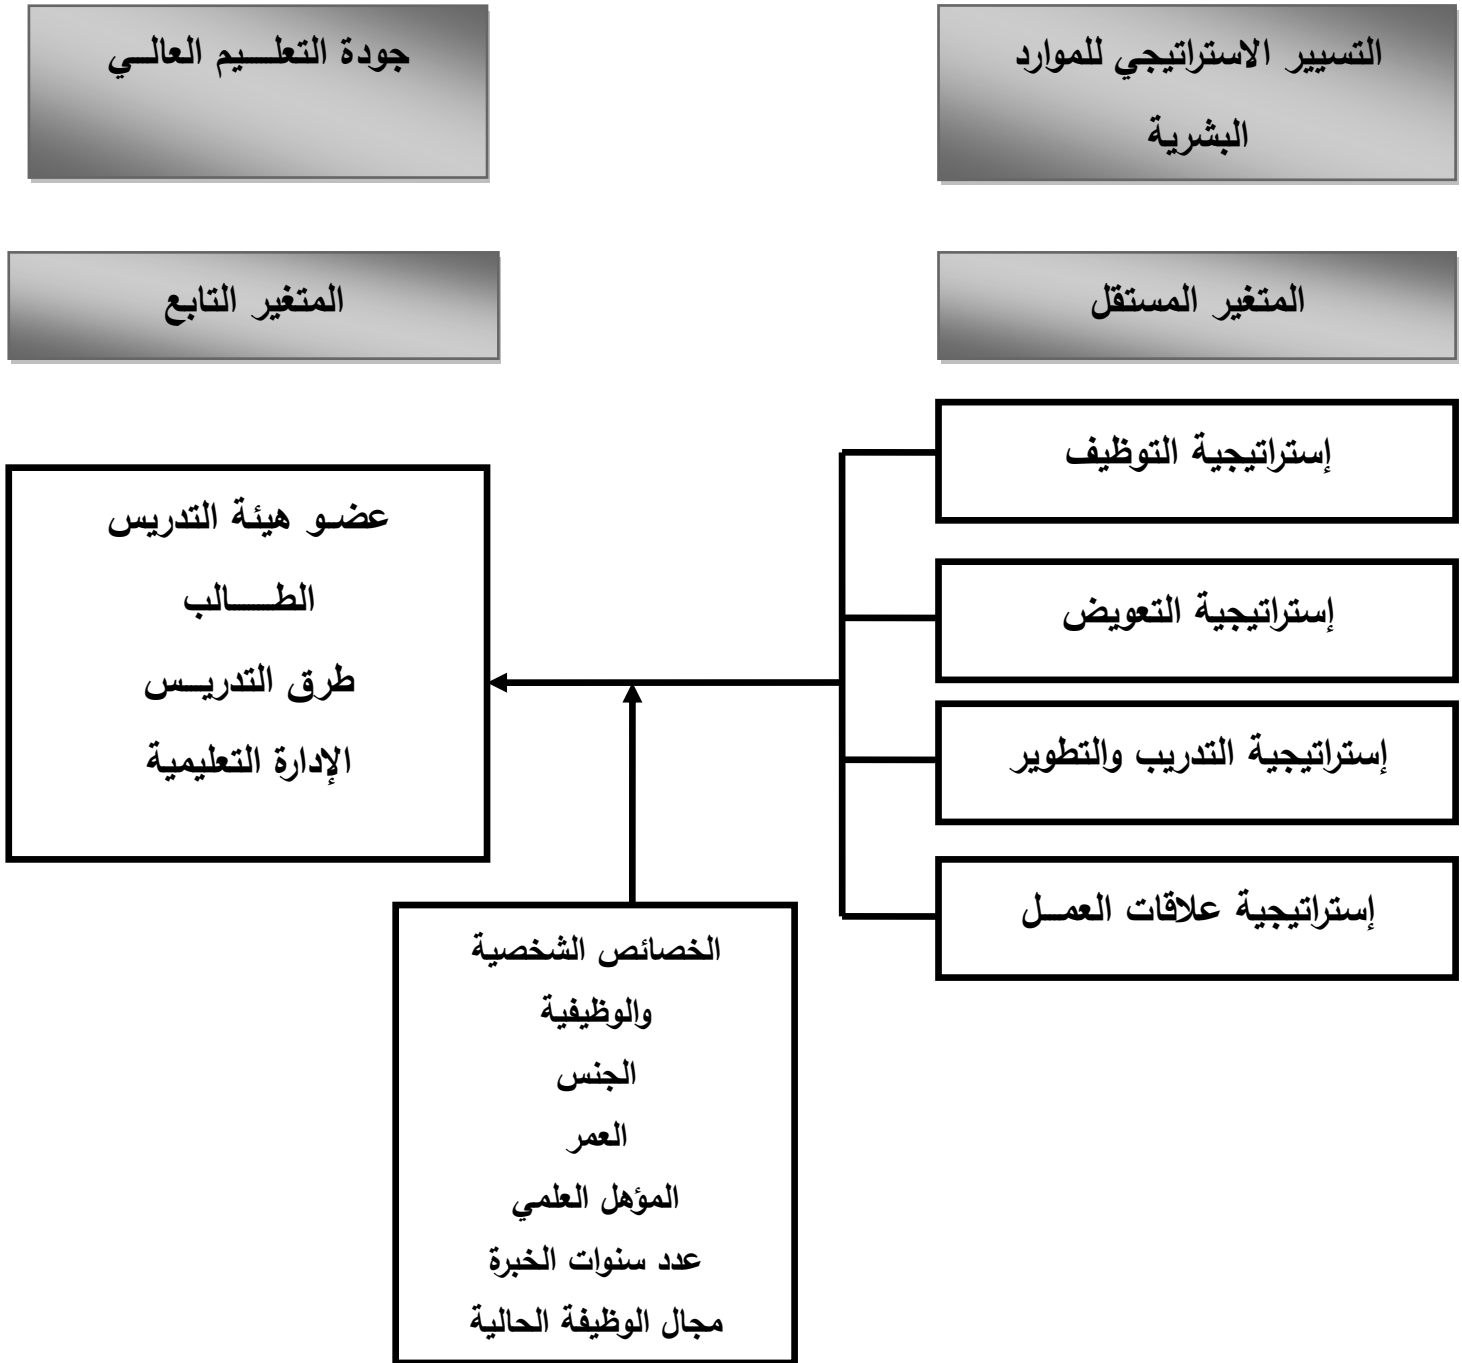 التسيير الاستراتيجي للموارد
البشرية
جودة التعلـــيم العالــي
المتغير المستقل
المتغير التابع
إستراتيجية التوظيف
إستراتيجية التعويض
إستراتيجية التدريب والتطوير
إستراتيجية علاقات العمــل
عضــو هيئة التدريس
الطـــــالب
طرق التدريــس
الإدارة التعليمية
الخصائص الشخصية
والوظيفية
الجنس
العمر
المؤهل العلمي
عدد سنوات الخبرة
مجال الوظيفة الحالية